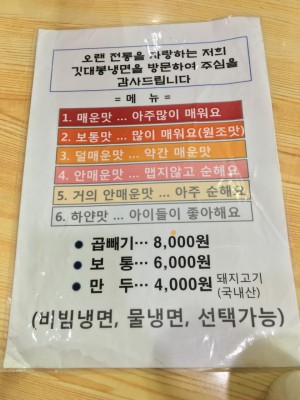 오랜 전통을 자랑하는 저희
깃대봉냉면을 방문하여 주심을
감사드립니다
= 메 뉴 =
1. 매운맛 ... 아주많이 매워요
2. 보통맛 ... 많이 매워요(원조맛)
3. 덜매운맛 ... 약간 매운맛
4. 안매운맛 ... 맵지않고 순해요
5. 거의 안매운맛 ... 아주 순해요
6. 하얀맛 ... 아이들이 좋아해요
● 곱빼기… 8,000원
● 보 통… 6,000원
● 만 두… 4,000원 돼지고기
(국내산)
(비빔냉면, 물냉면, 선택가능)